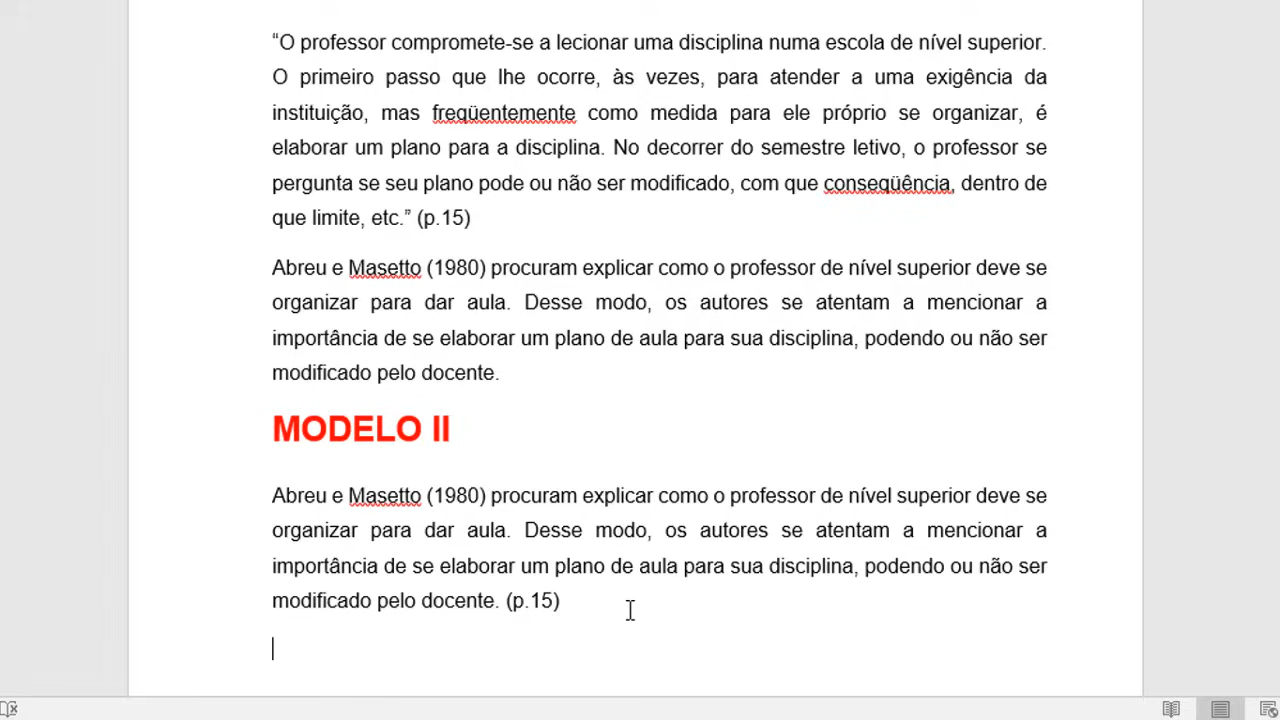 “O professor compromete-se a lecionar uma disciplina numa escola de nível superior.
O primeiro passo que lhe ocorre, às vezes, para atender a uma exigência da
instituição, mas freqüentemente como medida para ele próprio se organizar, é
elaborar um plano para a disciplina. No decorrer do semestre letivo, o professor se
pergunta se seu plano pode ou não ser modificado, com que conseqüência, dentro de
que limite, etc.” (p.15)
Abreu e Masetto (1980) procuram explicar como o professor de nível superior deve se
organizar para dar aula. Desse modo, os autores se atentam a mencionar a
importância de se elaborar um plano de aula para sua disciplina, podendo ou não ser
modificado pelo docente.
MODELO II
Abreu e Masetto (1980) procuram explicar como o professor de nível superior deve se
organizar para dar aula. Desse modo, os autores se atentam a mencionar a
importância de se elaborar um plano de aula para sua disciplina, podendo ou não ser
modificado pelo docente. (p.15)